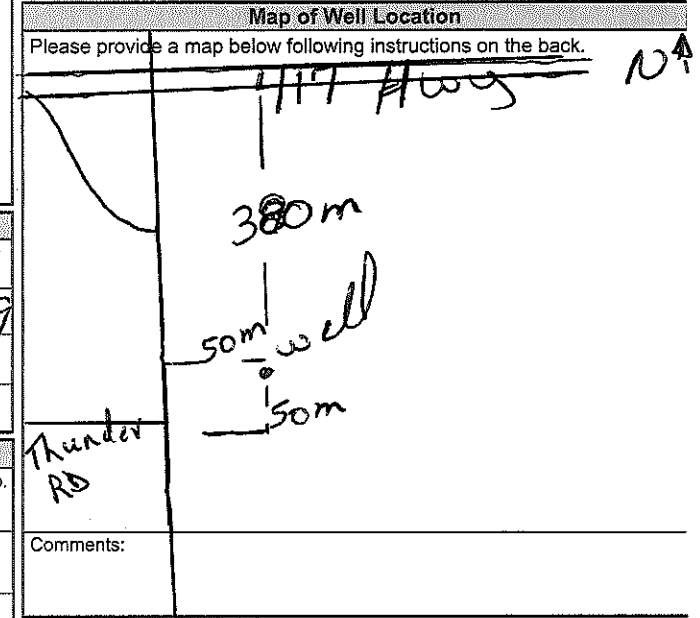 Map of Well Location
Please provide a map below following instructions on the back.
N
417 Hwy
380m
50m
well
50m
Thunder
RD
Comments: